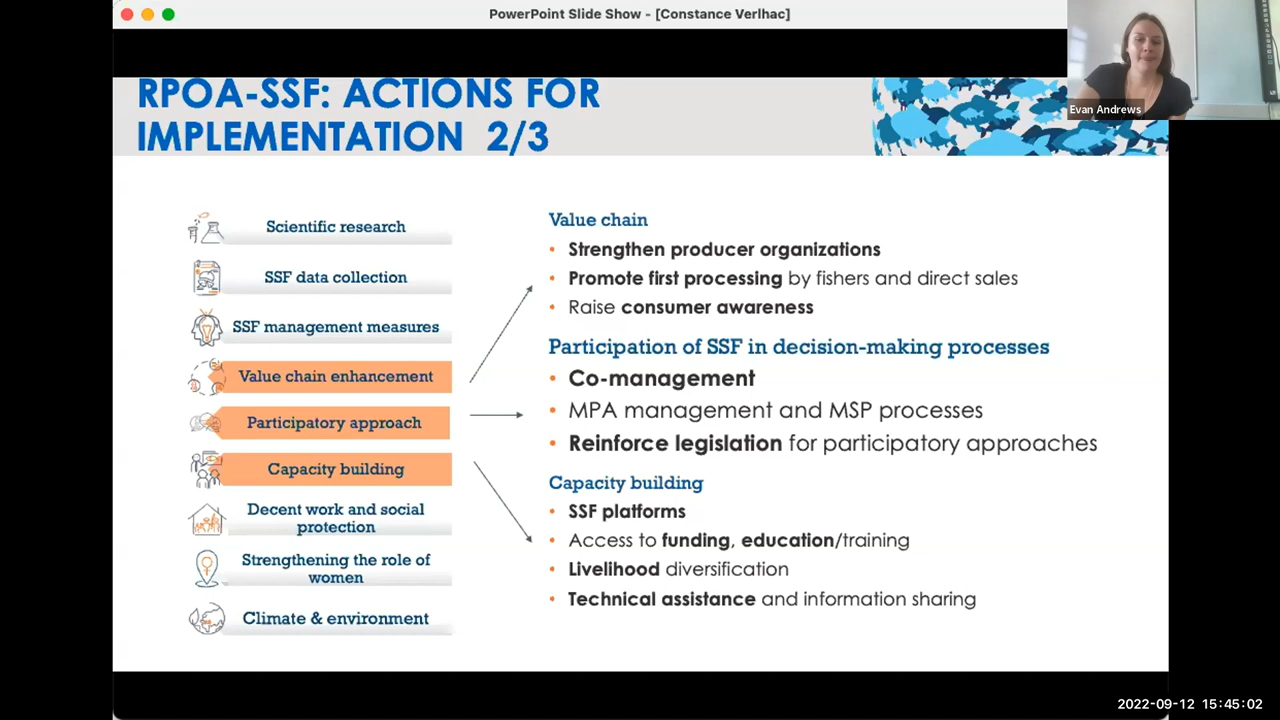 PowerPoint Slide Show - [Constance Verlhac]
Evan Andrews
RPOA-SSF: ACTIONS FOR
IMPLEMENTATION 2/3
Scientific research
SSF data collection
SSF management measures
Value chain enhancement
Participatory approach
Capacity building
Decent work and social
protection
Strengthening the role of
women
Climate & environment
Value chain
• Strengthen producer organizations
• Promote first processing by fishers and direct sales
• Raise consumer awareness
Participation of SSF in decision-making processes
• Co-management
• MPA management and MSP processes
• Reinforce legislation for participatory approaches
Capacity building
• SSF platforms
• Access to funding, education/training
• Livelihood diversification
• Technical assistance and information sharing
2022-09-12 15:45:02